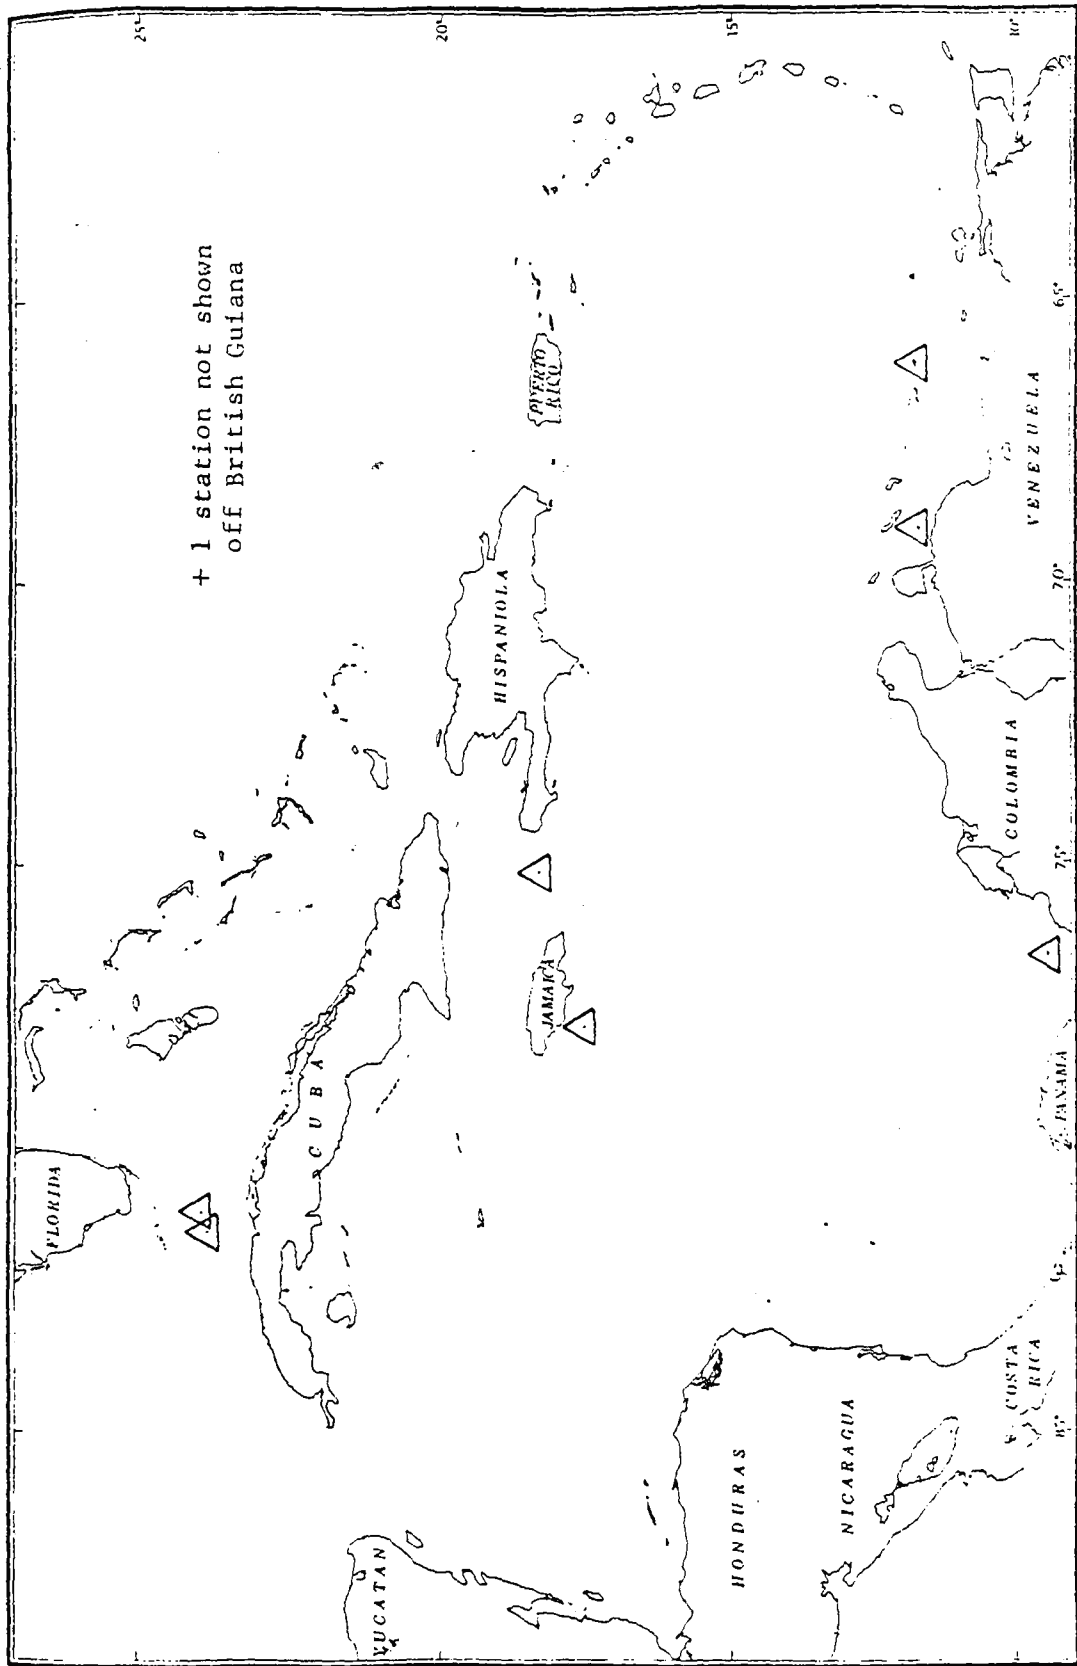 25°
20°
15°
10°
+ 1 station not shown
off British Guiana
FLORIDA
CUBA
HISPANIOLA
PUERTO
RICO
JAMAICA
YUCATAN
HONDURAS
NICARAGUA
COSTA
RICA
PANAMA
COLOMBIA
VENEZUELA
85°
75°
70°
65°